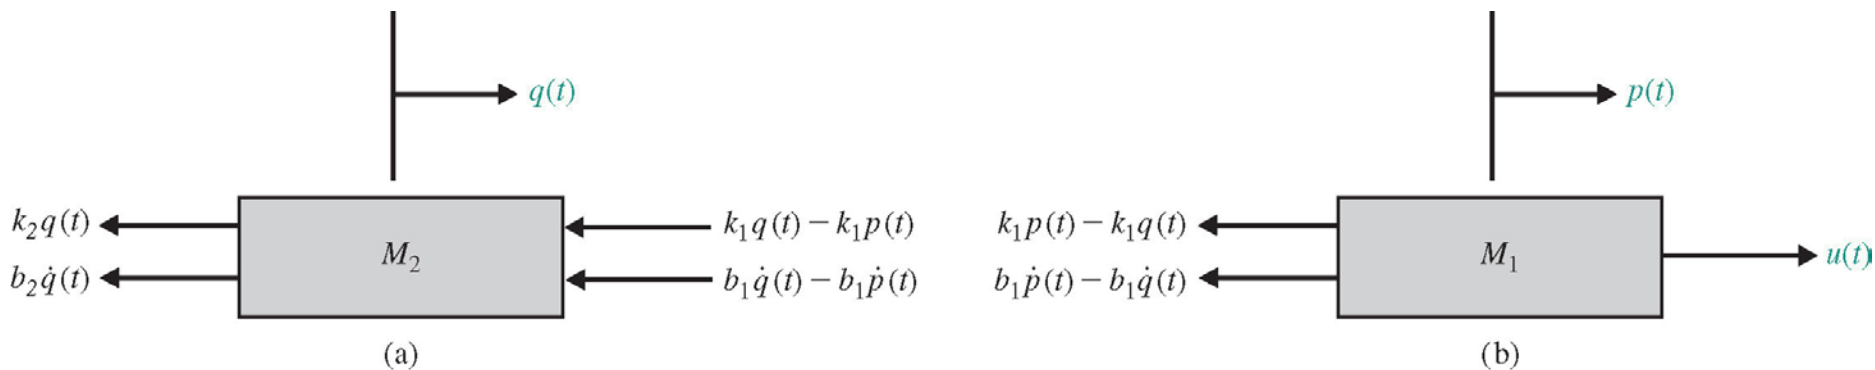 q(t)
p(t)
k₂q(t)
M₂
k₁q(t) − k₁p(t)
b₂q̇(t)
b₁q̇(t) − b₁ṗ(t)
(a)
k₁p(t) − k₁q(t)
M₁
u(t)
b₁ṗ(t) − b₁q̇(t)
(b)